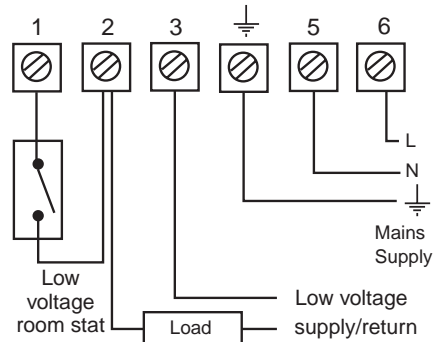 1 2 3 5 6
L
N
Mains
Supply
Low
voltage
room stat
Low voltage
Load
supply/return